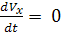 dVₓ/dt = 0